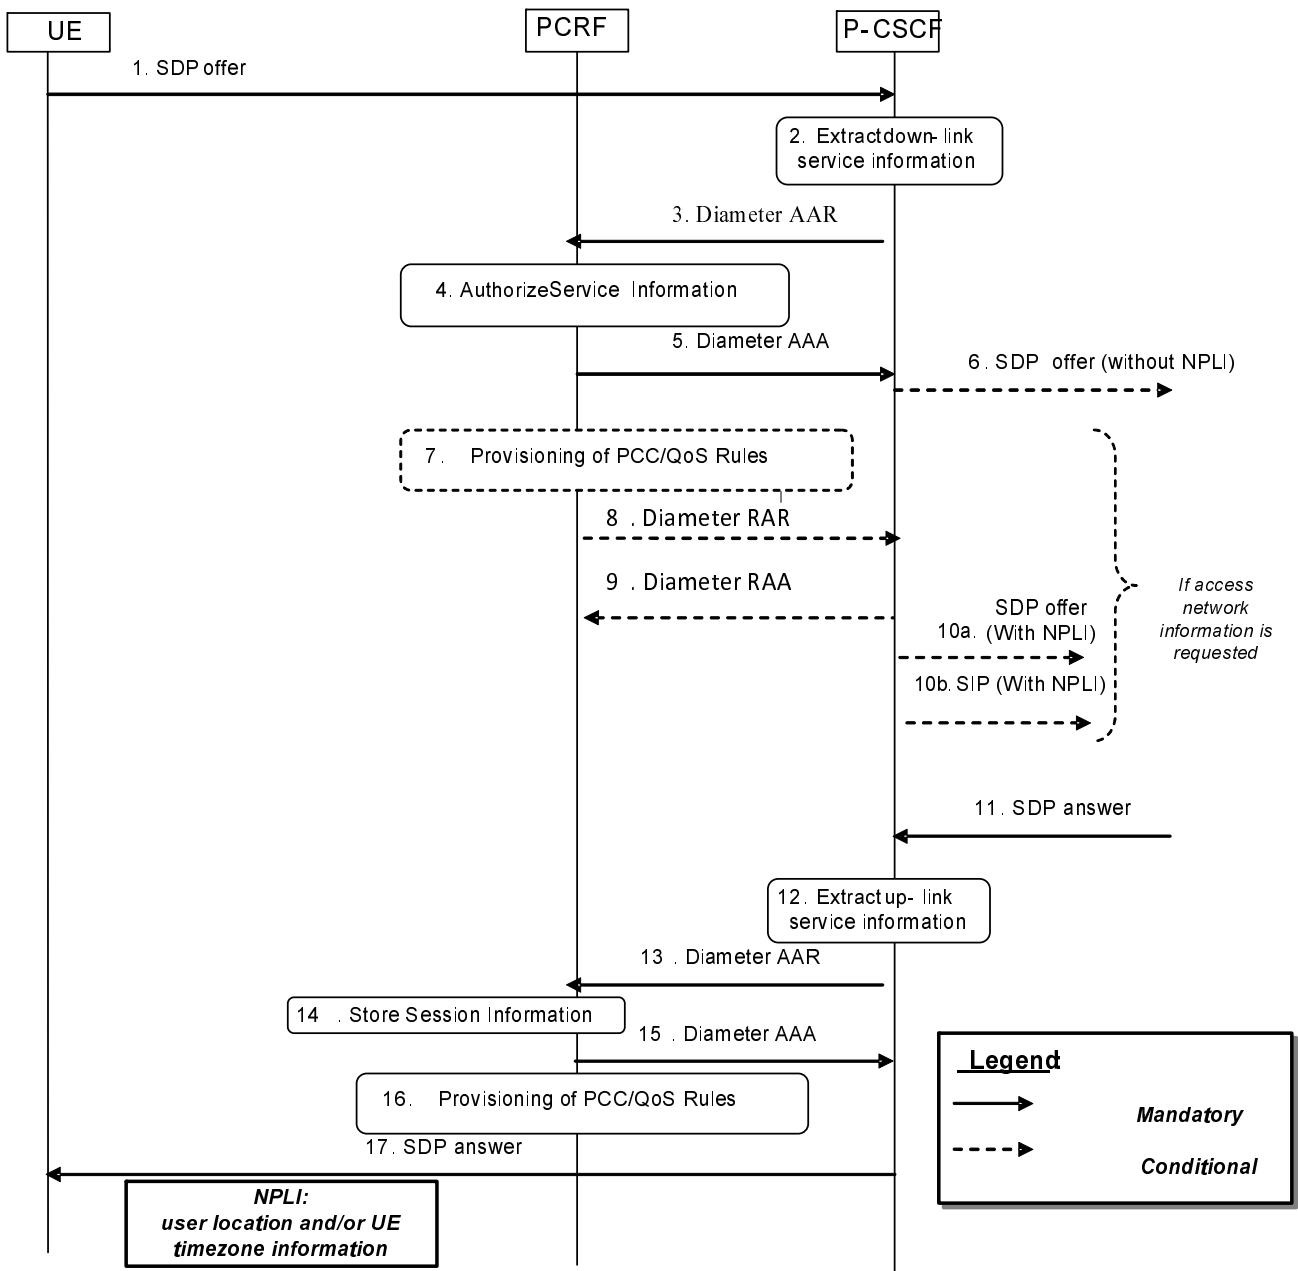 UE
PCRF
P-CSCF
1. SDP offer
2. Extractdown-link
service information
3. Diameter AAR
4. AuthorizeService Information
5. Diameter AAA
6. SDP offer (without NPLI)
7. Provisioning of PCC/QoS Rules
8 . Diameter RAR
9 . Diameter RAA
If access
network
information is
requested
SDP offer
10a. (With NPLI)
10b. SIP (With NPLI)
11. SDP answer
12. Extract up-link
service information
13 . Diameter AAR
14 . Store Session Information
15 . Diameter AAA
16. Provisioning of PCC/QoS Rules
17. SDP answer
Legend:
Mandatory
Conditional
NPLI:
user location and/or UE
timezone information